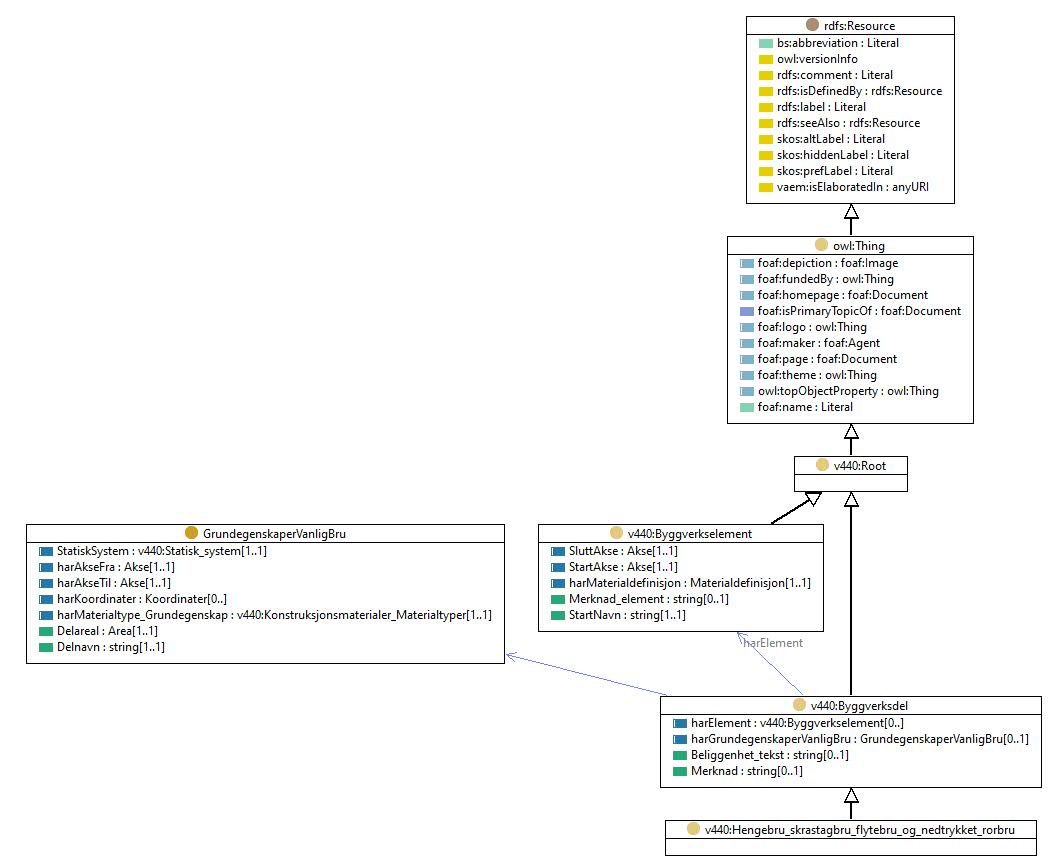 rdfs:Resource
bs:abbreviation : Literal
owl:versionInfo
rdfs:comment : Literal
rdfs:isDefinedBy : rdfs:Resource
rdfs:label : Literal
rdfs:seeAlso : rdfs:Resource
skos:altLabel : Literal
skos:hiddenLabel : Literal
skos:prefLabel : Literal
vaem:isElaboratedIn : anyURI
owl:Thing
foaf:depiction : foaf:Image
foaf:fundedBy : owl:Thing
foaf:homepage : foaf:Document
foaf:isPrimaryTopicOf : foaf:Document
foaf:logo : owl:Thing
foaf:maker : foaf:Agent
foaf:page : foaf:Document
foaf:theme : owl:Thing
owl:topObjectProperty : owl:Thing
foaf:name : Literal
v440:Root
GrundegenskaperVanligBru
StatiskSystem : v440:Statisk_system[1..1]
harAkseFra : Akse[1..1]
harAkseTil : Akse[1..1]
harKoordinater : Koordinater[0..]
harMaterialtype_Grundegenskap : v440:Konstruksjonsmaterialer_Materialtyper[1..1]
Delareal : Area[1..1]
Delnavn : string[1..1]
v440:Byggverkselement
SluttAkse : Akse[1..1]
StartAkse : Akse[1..1]
harMaterialdefinisjon : Materialdefinisjon[1..1]
Merknad_element : string[0..1]
StartNavn : string[1..1]
harElement
v440:Byggverksdel
harElement : v440:Byggverkselement[0..]
harGrundegenskaperVanligBru : GrundegenskaperVanligBru[0..1]
Beliggenhet_tekst : string[0..1]
Merknad : string[0..1]
v440:Hengebru_skrastagbru_flytebru_og_nedtrykket_rorbru